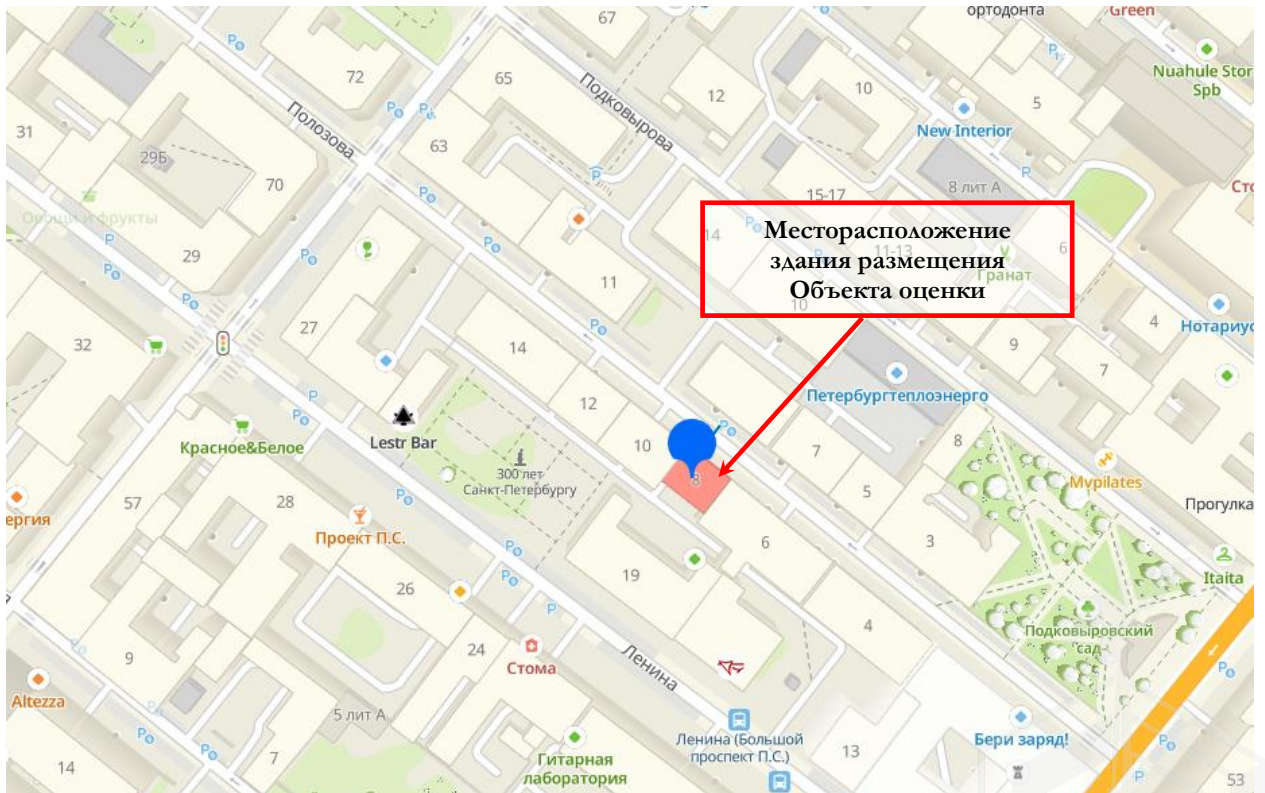 67
ортодонта
Green
72
65
Подковырова
12
10
5
Nuahule Stor
Spb
New Interior
Полозова
31
29Б
63
70
15-17
8 лит А
Сто
Овощи и фрукты
29
14
Месторасположение
здания размещения
Объекта оценки
11-13
6
Гранат
11
10
4
Нотариус
27
32
14
9
7
Петербургтеплоэнерго
12
Красное&Белое
Lestr Bar
10
7
8
300 лет
Санкт-Петербургу
8
Mvpilates
57
28
5
Прогулка
ергия
Проект П.С.
6
3
19
Itaita
26
4
Подковыровский
сад
24
9
Стома
Ленина
Altezza
5 лит А
Ленина (Большой
проспект П.С.)
Бери заряд!
13
7
14
Гитарная
лаборатория
53